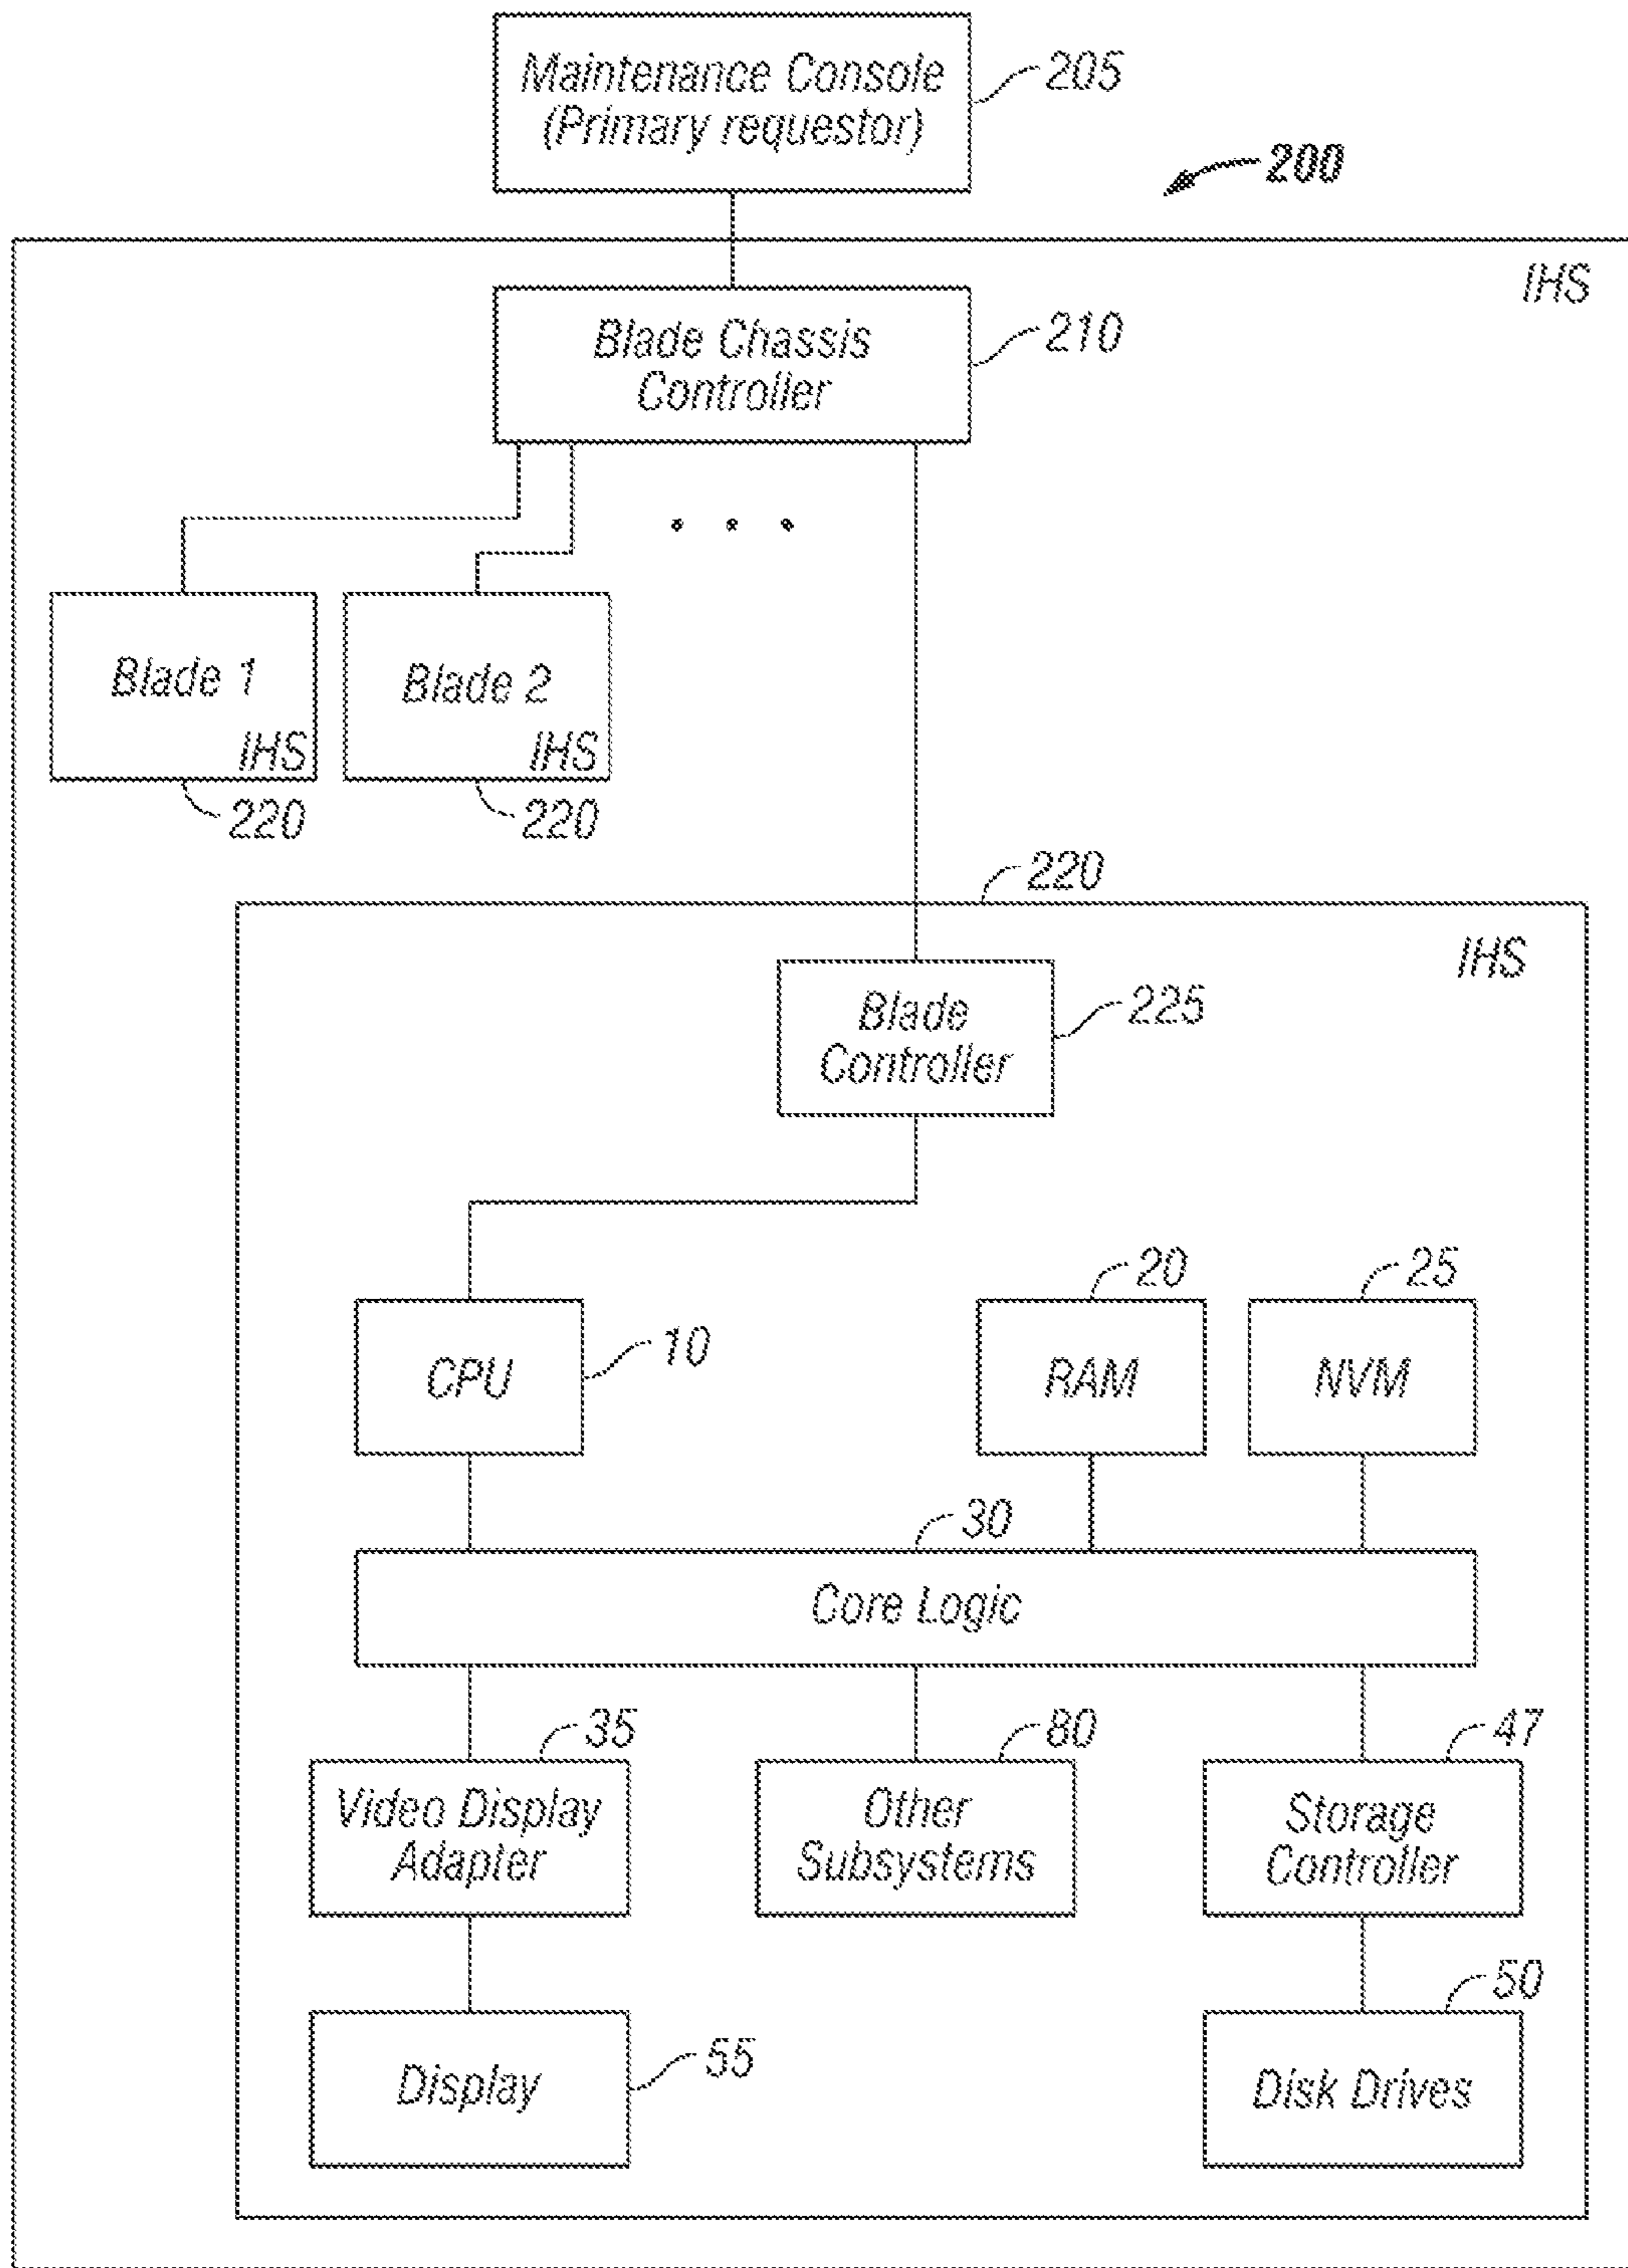 Maintenance Console
(Primary requestor)
205
200
IHS
Blade Chassis
Controller
210
. . .
Blade 1
IHS
220
Blade 2
IHS
220
220
IHS
Blade
Controller
225
CPU
10
20
RAM
25
NVM
30
Core Logic
35
Video Display
Adapter
80
Other
Subsystems
47
Storage
Controller
Display
55
50
Disk Drives